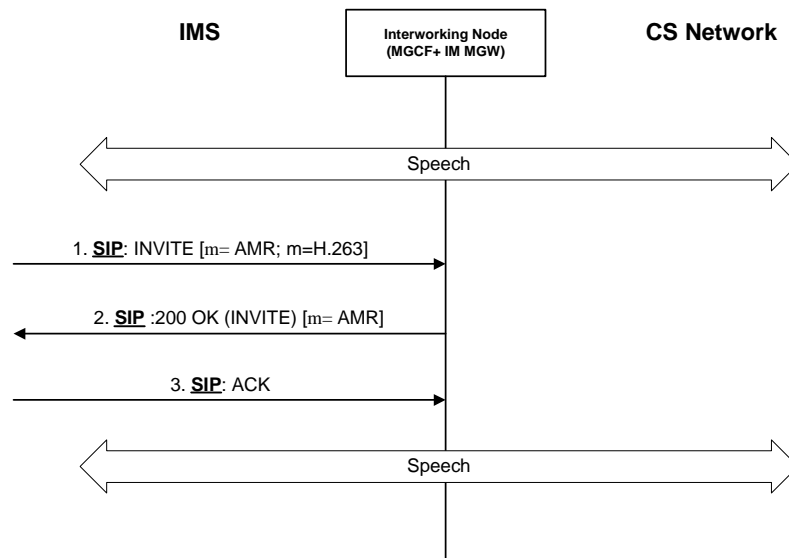 IMS
Interworking Node
(MGCF+ IM MGW)
CS Network
Speech
1. SIP: INVITE [m= AMR; m=H.263]
2. SIP :200 OK (INVITE) [m= AMR]
3. SIP: ACK
Speech